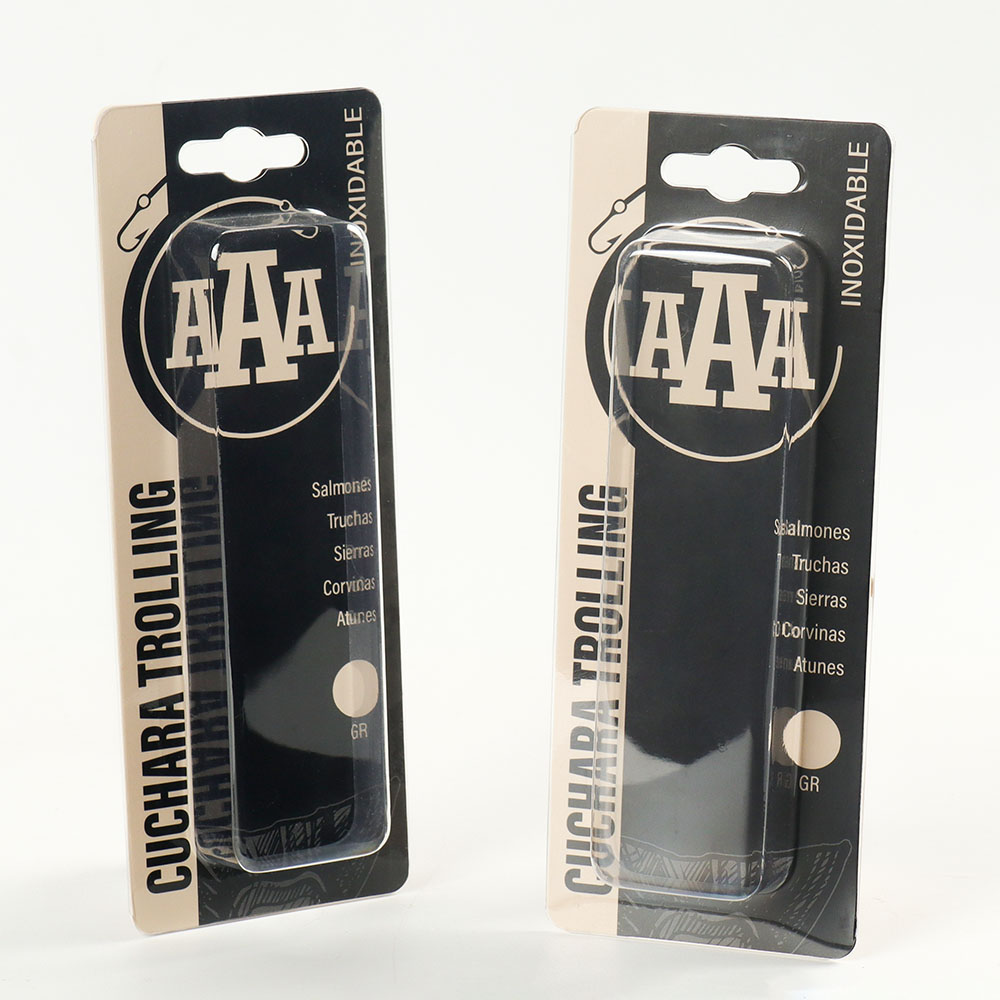 INOXIDABLE
AAA
CUCHARA TROLLING
Salmones
Truchas
Sierras
Corvinas
Atunes
GR
INOXIDABLE
AAA
CUCHARA TROLLING
Salmones
Truchas
Sierras
Corvinas
Atunes
GR